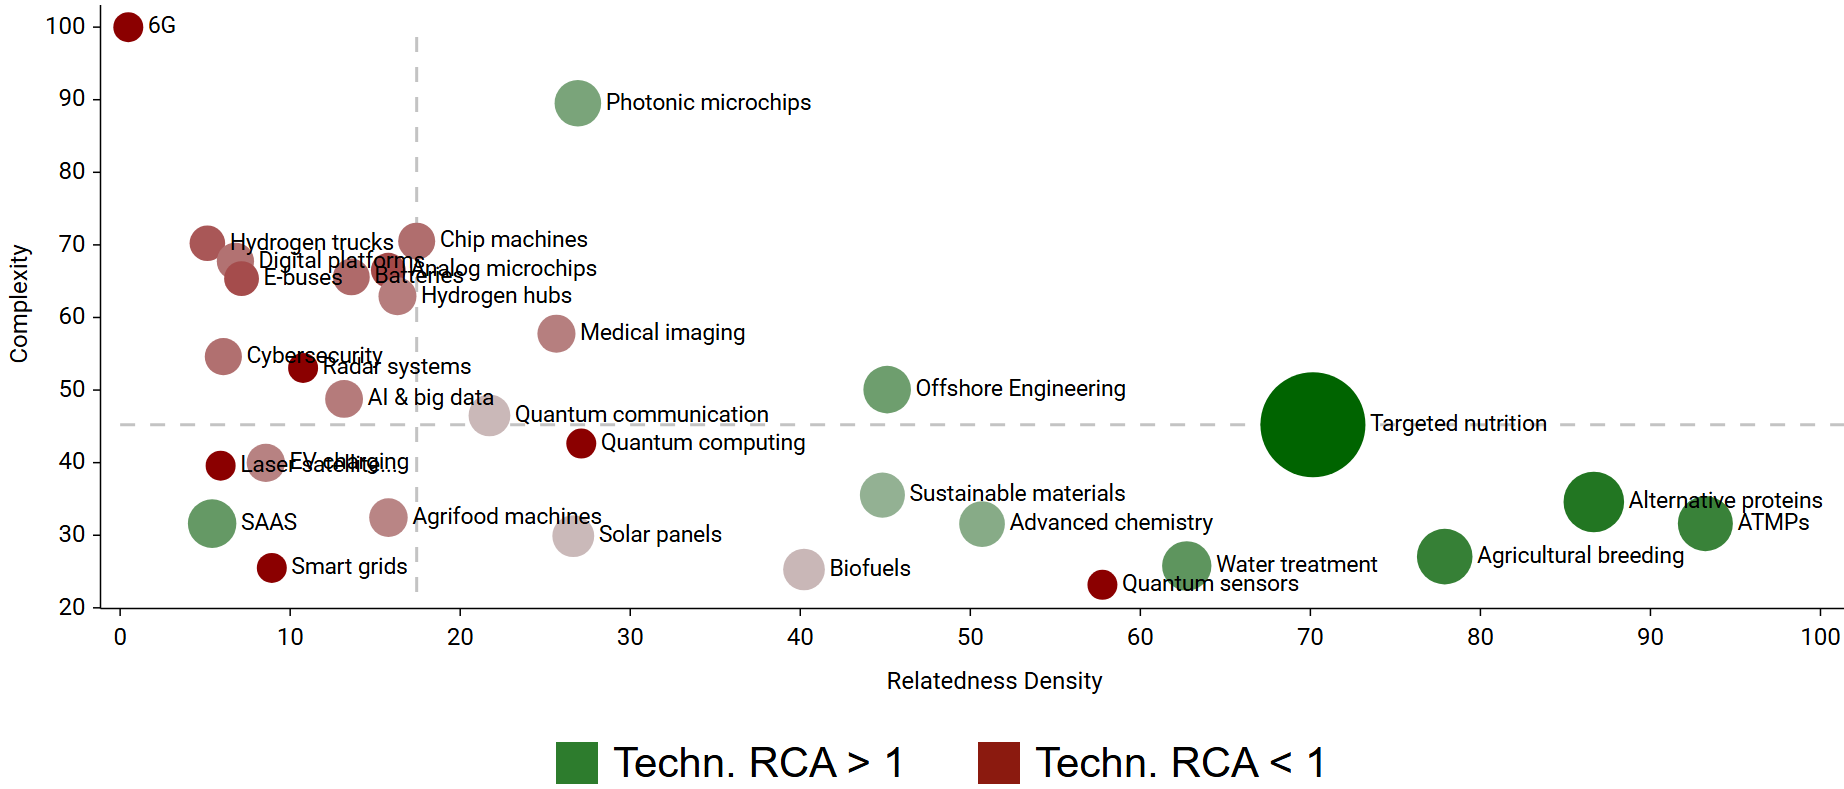 100
6G
90
Photonic microchips
80
70
Hydrogen trucks
Chip machines
Digital platforms
Analog microchips
E-buses
Batteries
Hydrogen hubs
60
Medical imaging
Complexity
Cybersecurity
Radar systems
50
Offshore Engineering
AI & big data
Quantum communication
Targeted nutrition
Quantum computing
40
Laser satellite...
EV charging
Sustainable materials
Alternative proteins
30
SAAS
Agrifood machines
Solar panels
Advanced chemistry
ATMPs
Agricultural breeding
Smart grids
Biofuels
Water treatment
Quantum sensors
20
0 10 20 30 40 50 60 70 80 90 100
Relatedness Density
Techn. RCA > 1
Techn. RCA < 1